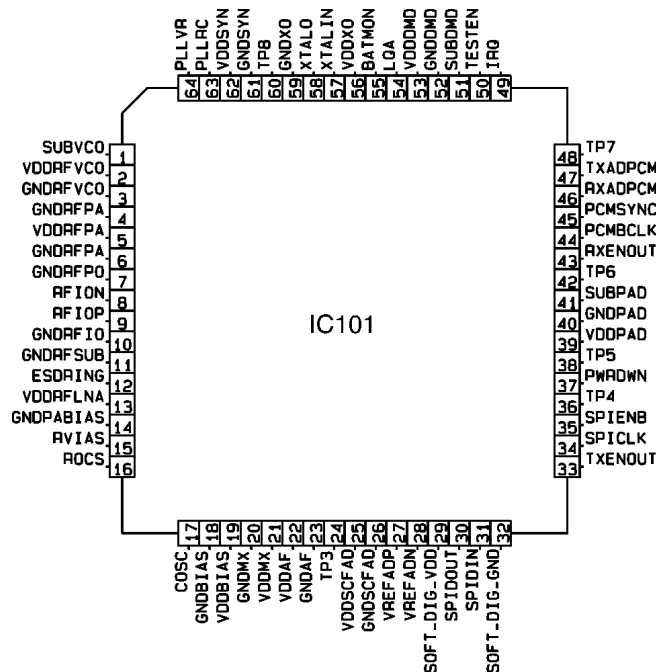 PLLVR
PLLRC
VDDSYN
GNDSYN
TP8
GNDXO
XTALO
XTALIN
VDDXO
BATMON
LQA
VDDDMD
GNDDMD
SUBDMD
TESTEN
IRQ
64 63 62 61 60 59 58 57 56 55 54 53 52 51 50 49
SUBVCO 1
VDDRFVCO 2
GNDRFVCO 3
GNDRFPA 4
VDDRFPA 5
GNDRFPA 6
GNDRFPO 7
RFION 8
RFIOP 9
GNDRFIO 10
GNDRFSUB 11
ESDRING 12
VDDRFLNA 13
GNDPABIAS 14
RVIAS 15
ROCS 16
IC101
48 TP7
47 TXADPCM
46 RXADPCM
45 PCMSYNC
44 PCMBCLK
43 RXENOUT
42 TP6
41 SUBPAD
40 GNDPAD
39 VDDPAD
38 TP5
37 PWRDWN
36 TP4
35 SPIENB
34 SPICLK
33 TXENOUT
17 18 19 20 21 22 23 24 25 26 27 28 29 30 31 32
COSC
GNDBIAS
VDDBIAS
GNDMX
VDDMX
VDDAF
GNDAF
TP3
VDDSCFAD
GNDSCFAD
VREFADP
VREFADN
SOFT_DIG_VDD
SPIDOUT
SPIDIN
SOFT_DIG_GND